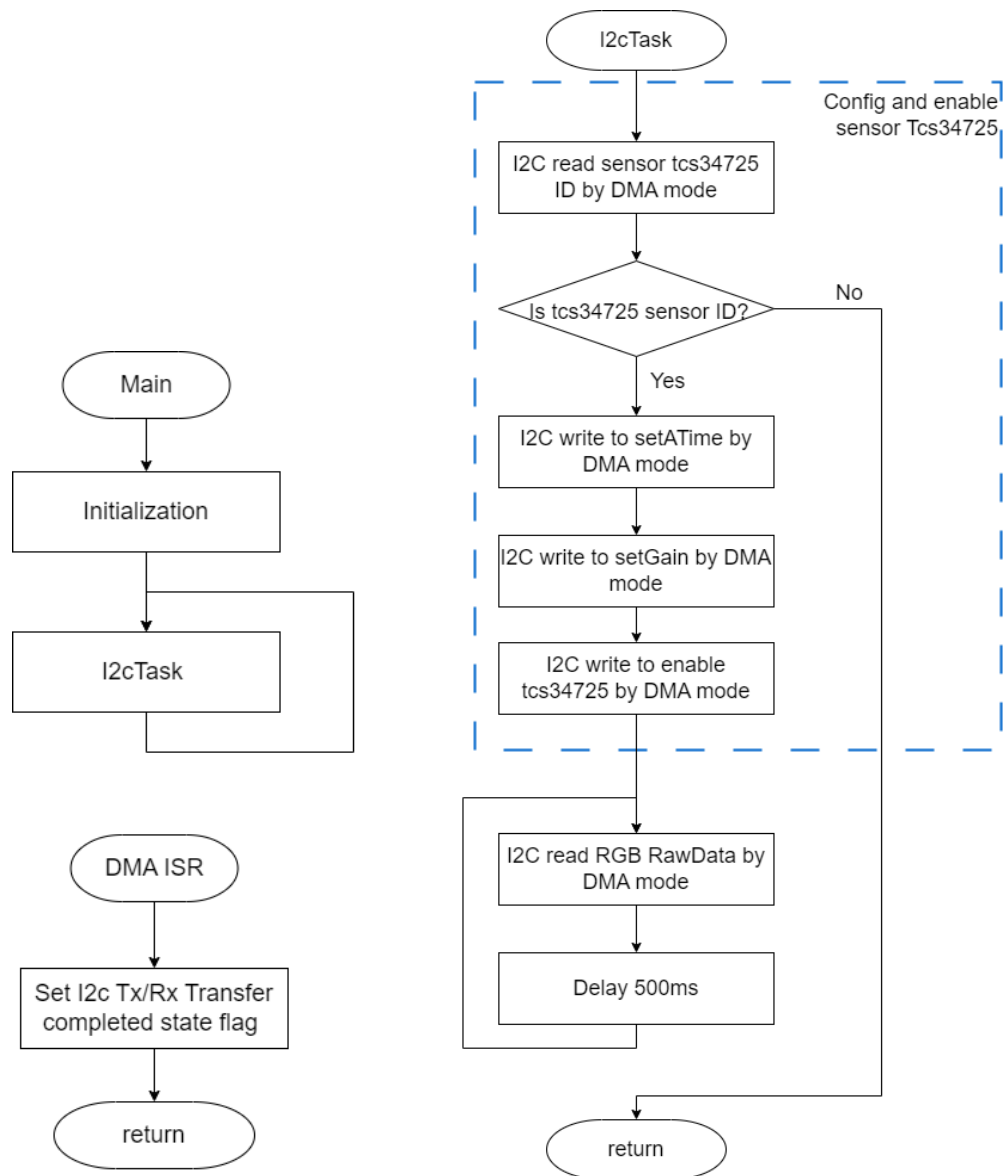 Main
Initialization
I2cTask
DMA ISR
Set I2c Tx/Rx Transfer
completed state flag
return
I2cTask
Config and enable
sensor Tcs34725
I2C read sensor tcs34725
ID by DMA mode
Is tcs34725 sensor ID?
No
Yes
I2C write to setATime by
DMA mode
I2C write to setGain by DMA
mode
I2C write to enable
tcs34725 by DMA mode
I2C read RGB RawData by
DMA mode
Delay 500ms
return